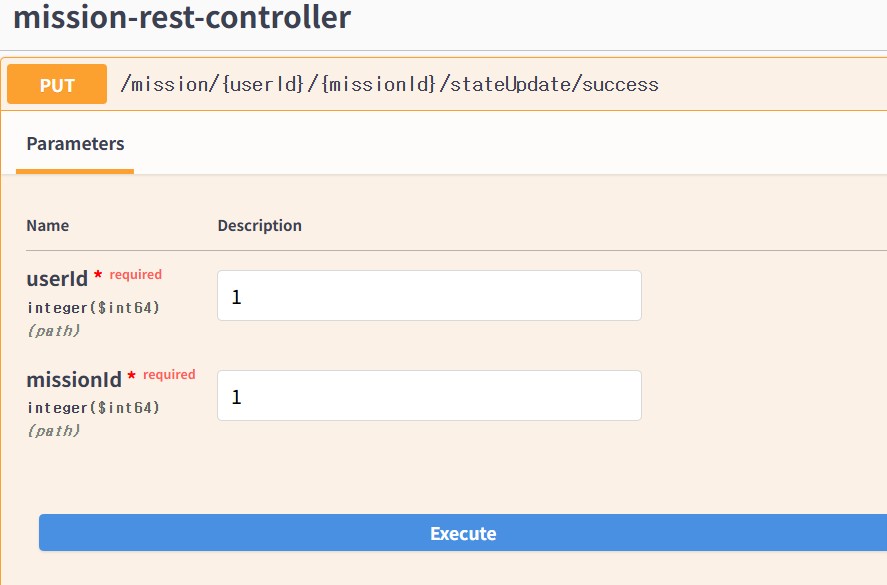 mission-rest-controller
PUT /mission/{userId}/{missionId}/stateUpdate/success
Parameters
Name Description
userId * required
integer($int64)
(path)
1
missionId * required
integer($int64)
(path)
1
Execute